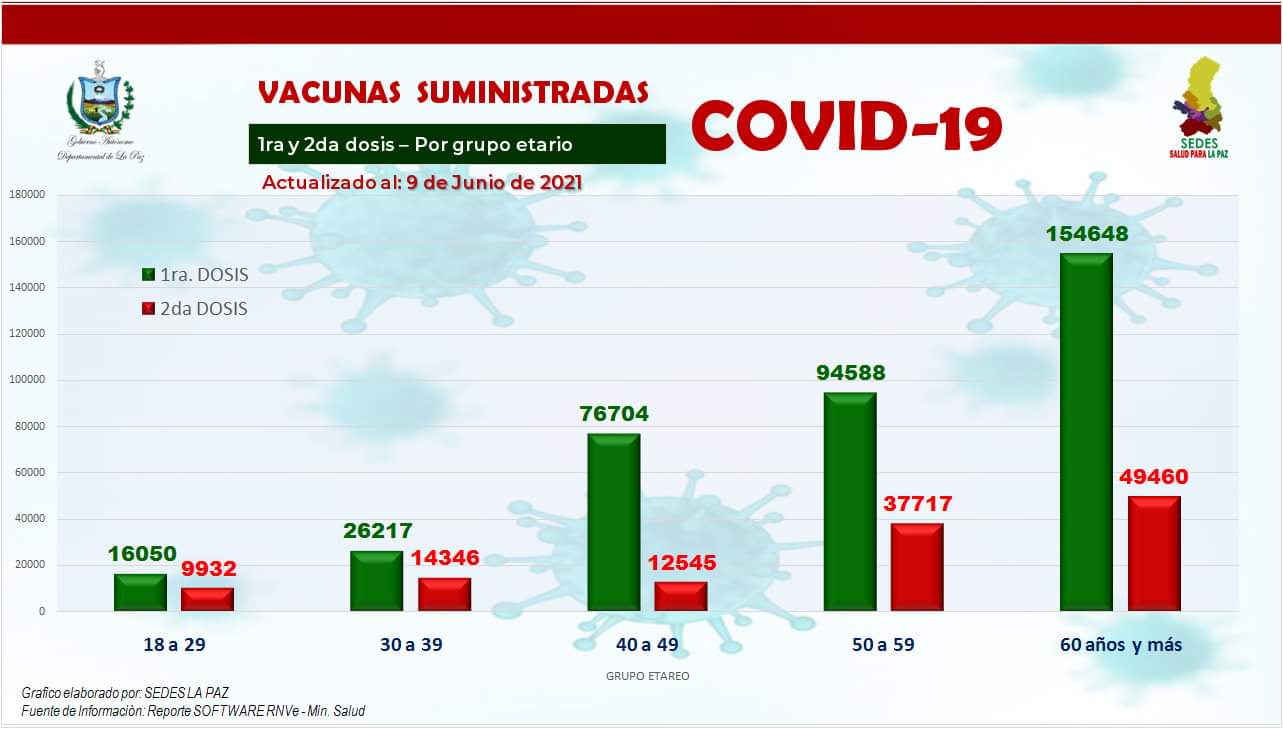 VACUNAS SUMINISTRADAS
COVID-19
1ra y 2da dosis – Por grupo etario
Actualizado al: 9 de Junio de 2021
Gobierno Autónomo
Departamental de La Paz
SEDES
SALUD PARA LA PAZ
180000
160000
140000
120000
100000
80000
60000
40000
20000
0
1ra. DOSIS
2da DOSIS
16050
9932
26217
14346
76704
12545
94588
37717
154648
49460
18 a 29
30 a 39
40 a 49
50 a 59
60 años y más
GRUPO ETAREO
Grafico elaborado por: SEDES LA PAZ
Fuente de Informaciòn: Reporte SOFTWARE RNVe - Min. Salud